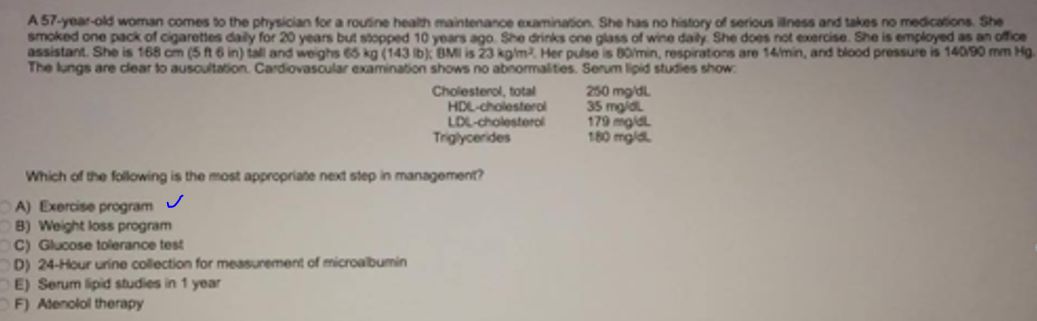 A 57-year-old woman comes to the physician for a routine health maintenance examination. She has no history of serious illness and takes no medications. She
smoked one pack of cigarettes daily for 20 years but stopped 10 years ago. She drinks one glass of wine daily. She does not exercise. She is employed as an office
assistant. She is 168 cm (5 ft 6 in) tall and weighs 65 kg (143 lb); BMI is 23 kg/m². Her pulse is 80/min, respirations are 14/min, and blood pressure is 140/90 mm Hg.
The lungs are clear to auscultation. Cardiovascular examination shows no abnormalities. Serum lipid studies show:
Cholesterol, total 250 mg/dL
HDL-cholesterol 35 mg/dL
LDL-cholesterol 179 mg/dL
Triglycerides 180 mg/dL
Which of the following is the most appropriate next step in management?
A) Exercise program ✓
B) Weight loss program
C) Glucose tolerance test
D) 24-Hour urine collection for measurement of microalbumin
E) Serum lipid studies in 1 year
F) Atenolol therapy